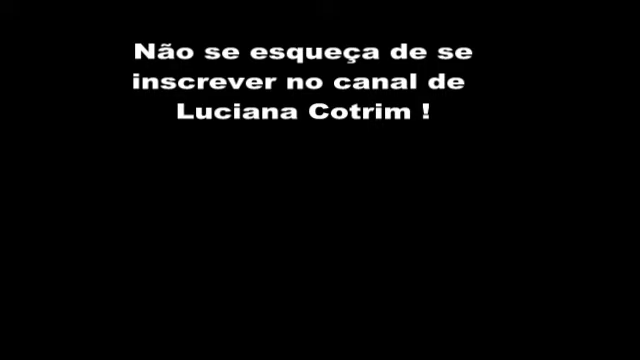 Não se esqueça de se
inscrever no canal de
Luciana Cotrim !